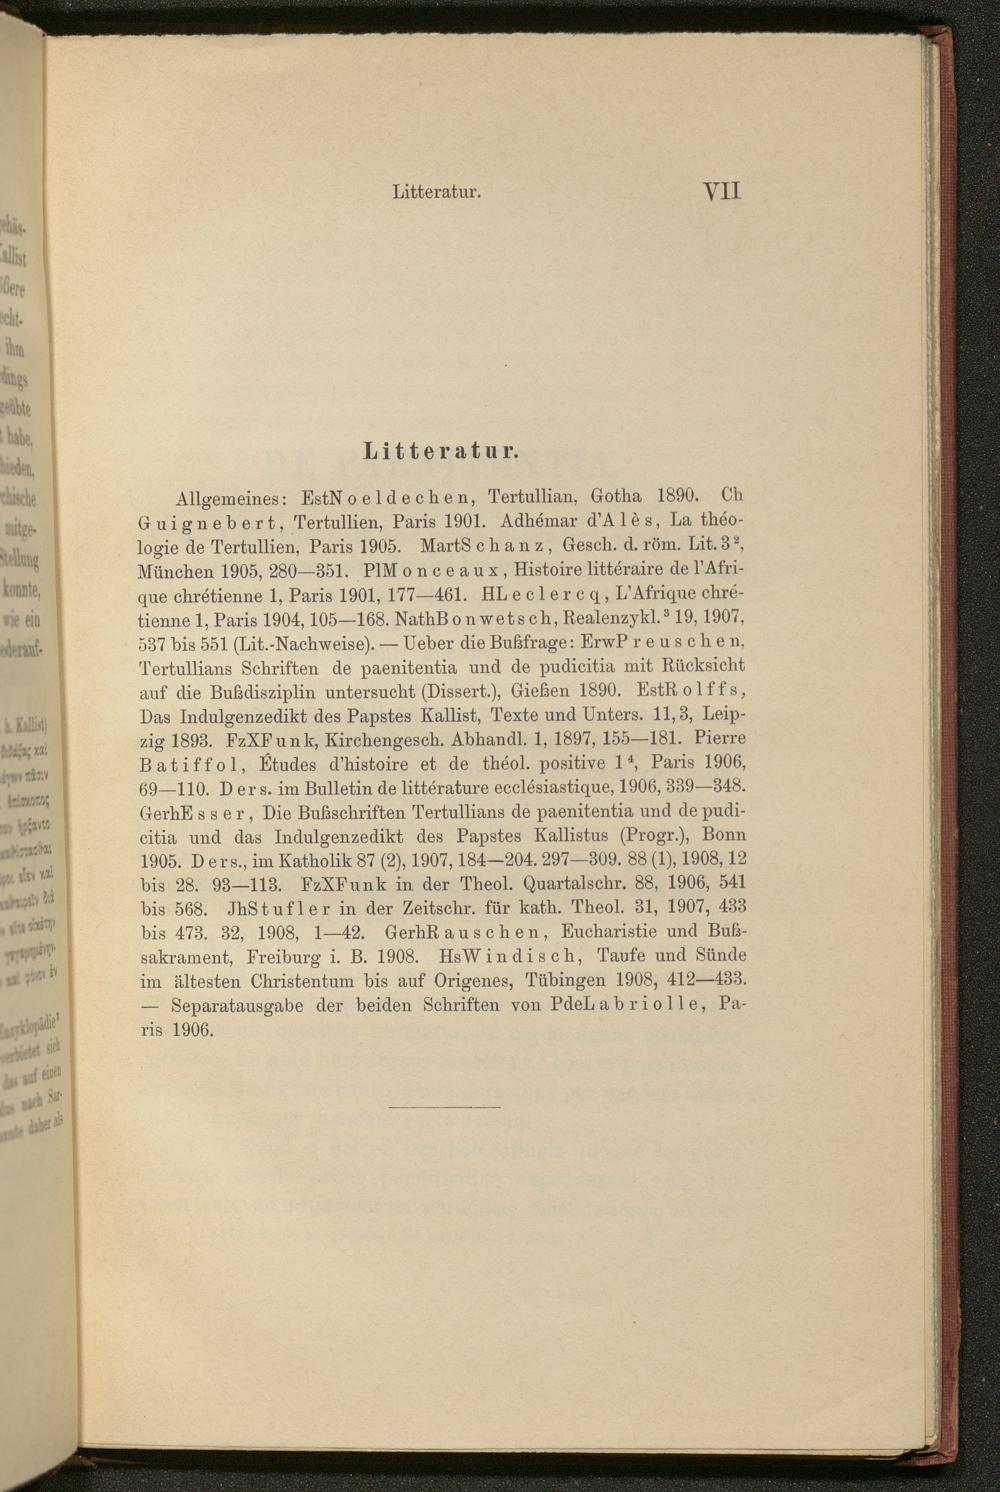 Litteratur. VII
Litteratur.
Allgemeines: EstNoeldechen, Tertullian, Gotha 1890. Ch
Guignebert, Tertullien, Paris 1901. Adhémar d'Alès, La théo-
logie de Tertullien, Paris 1905. MartSchanz, Gesch. d. röm. Lit. 3², 
München 1905, 280—351. PlMonceaux, Histoire littéraire de l'Afri-
que chrétienne 1, Paris 1901, 177—461. HLeclercq, L'Afrique chré-
tienne 1, Paris 1904, 105—168. NathBonwetsch, Realenzykl.³ 19, 1907,
537 bis 551 (Lit.-Nachweise). — Ueber die Bußfrage: ErwPreuschen,
Tertullians Schriften de paenitentia und de pudicitia mit Rücksicht
auf die Bußdisziplin untersucht (Dissert.), Gießen 1890. EstRolffs,
Das Indulgenzedikt des Papstes Kallist, Texte und Unters. 11,3, Leip-
zig 1893. FzXFunk, Kirchengesch. Abhandl. 1, 1897, 155—181. Pierre
Batiffol, Études d'histoire et de théol. positive 1⁴, Paris 1906,
69—110. Ders. im Bulletin de littérature ecclésiastique, 1906, 339—348.
GerhEsser, Die Bußschriften Tertullians de paenitentia und de pudi-
citia und das Indulgenzedikt des Papstes Kallistus (Progr.), Bonn
1905. Ders., im Katholik 87 (2), 1907, 184—204. 297—309. 88 (1), 1908, 12
bis 28. 93—113. FzXFunk in der Theol. Quartalschr. 88, 1906, 541
bis 568. JhStufler in der Zeitschr. für kath. Theol. 31, 1907, 433
bis 473. 32, 1908, 1—42. GerhRauschen, Eucharistie und Buß-
sakrament, Freiburg i. B. 1908. HsWindisch, Taufe und Sünde
im ältesten Christentum bis auf Origenes, Tübingen 1908, 412—433.
— Separatausgabe der beiden Schriften von PdeLabriolle, Pa-
ris 1906.